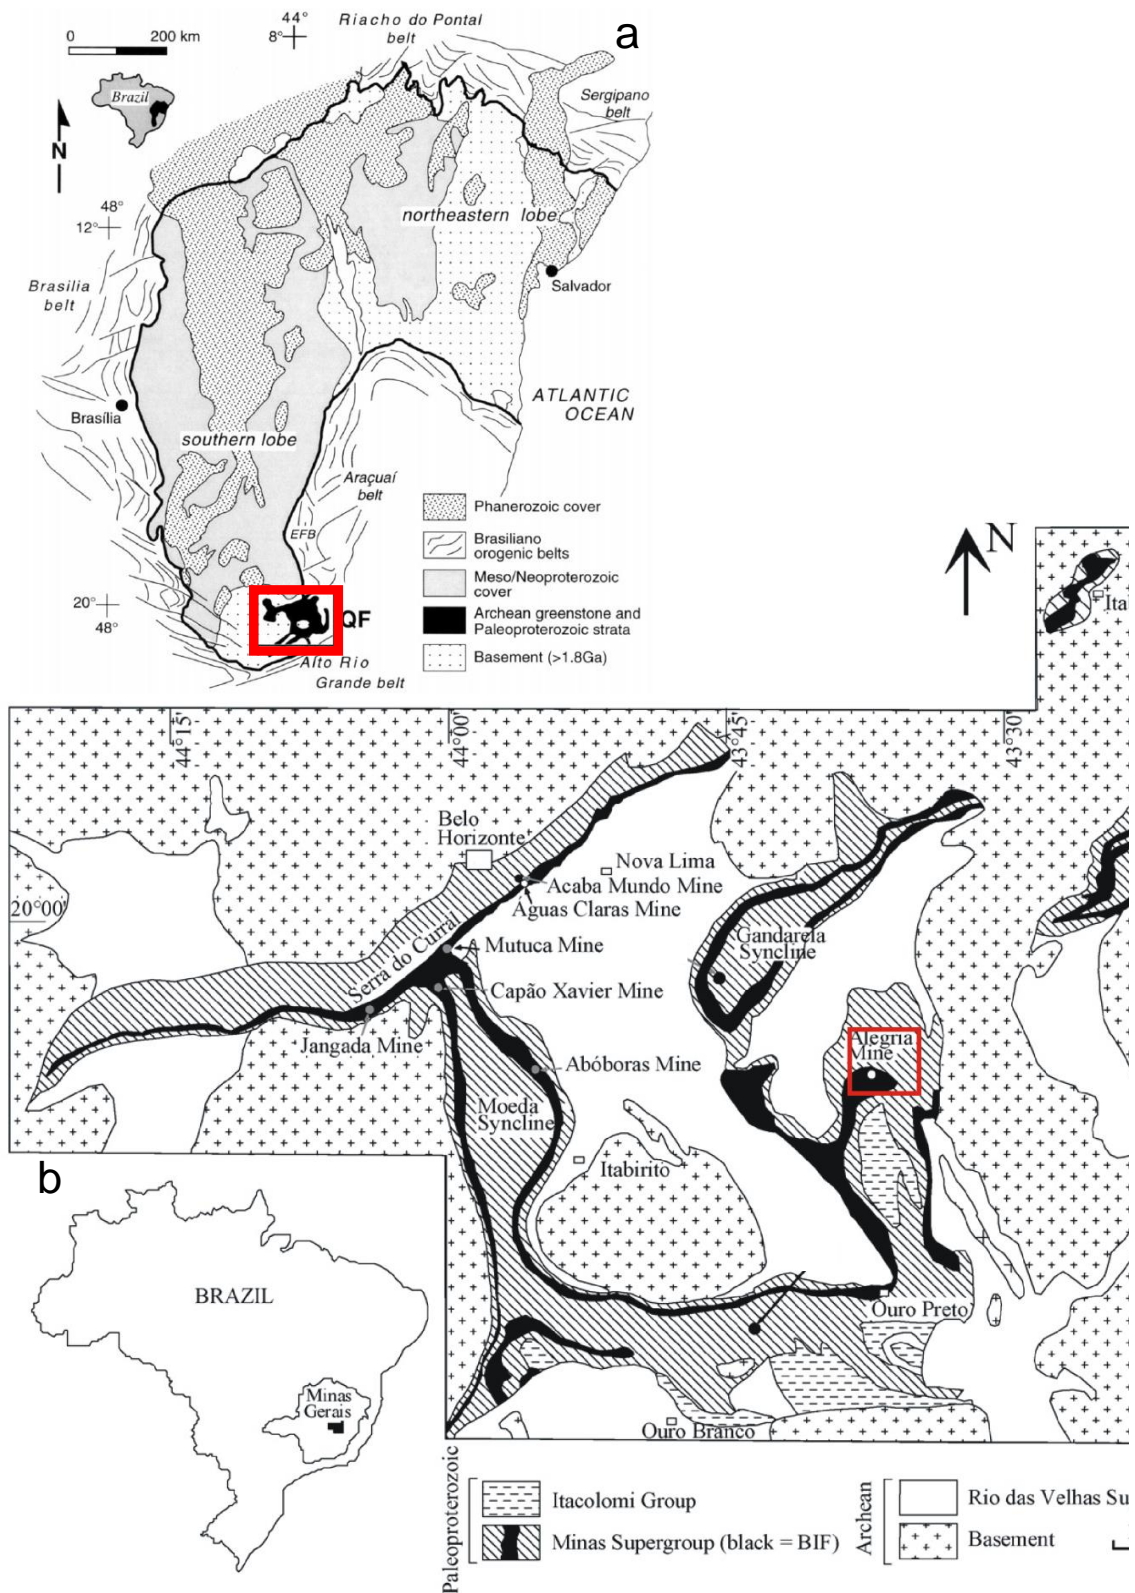 a
0 200 km
44°
8°
Riacho do Pontal
belt
Brazil
N
Sergipano
belt
48°
12°
northeastern lobe
Salvador
Brasilia
belt
Brasília
ATLANTIC
OCEAN
southern lobe
Araçuaí
belt
EFB
Phanerozoic cover
Brasiliano
orogenic belts
Meso/Neoproterozoic
cover
Archean greenstone and
Paleoproterozoic strata
Basement (>1.8Ga)
20°
48°
QF
Alto Rio
Grande belt
N
Ita
44°15'
44°00'
43°45'
43°30'
Belo
Horizonte
Nova Lima
Acaba Mundo Mine
Águas Claras Mine
20°00'
Serra do Curral
Mutuca Mine
Gandarela
Syncline
Capão Xavier Mine
Jangada Mine
Alegria
Mine
Abóboras Mine
Moeda
Syncline
Itabirito
b
BRAZIL
Minas
Gerais
Ouro Preto
Ouro Branco
Paleoproterozoic
Itacolomi Group
Minas Supergroup (black = BIF)
Archean
Rio das Velhas Su
Basement